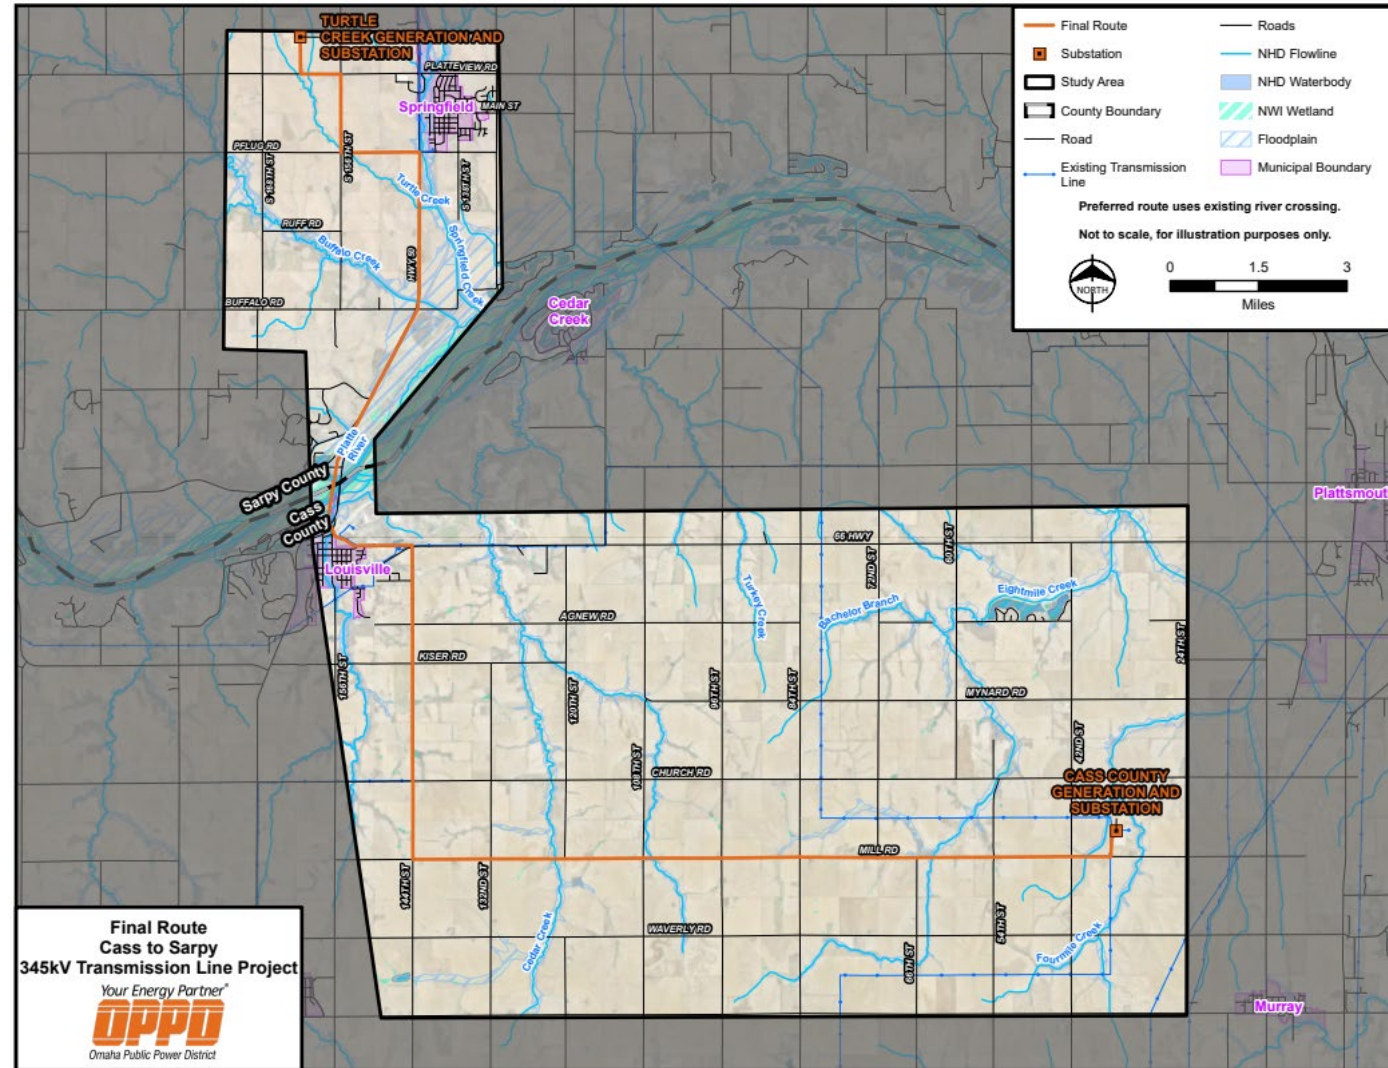 TURTLE
CREEK GENERATION AND
SUBSTATION
PLATTEVIEW RD
Springfield
MAIN ST
PFLUG RD
S 168TH ST
S 156TH ST
S 138TH ST
Turtle Creek
RUFF RD
Buffalo Creek
HWY 50
Springfield Creek
BUFFALO RD
Cedar
Creek
Platte
River
Sarpy County
Cass
County
Louisville
Plattsmout
66 HWY
72ND ST
60TH ST
Turkey Creek
Bachelor Branch
Eightmile Creek
AGNEW RD
24TH ST
KISER RD
156TH ST
120TH ST
96TH ST
84TH ST
MYNARD RD
42ND ST
108TH ST
CHURCH RD
CASS COUNTY
GENERATION AND
SUBSTATION
MILL RD
144TH ST
132ND ST
Cedar Creek
WAVERLY RD
66TH ST
54TH ST
Fourmile Creek
Murray
Final Route
Substation
Study Area
County Boundary
Road
Existing Transmission
Line
Roads
NHD Flowline
NHD Waterbody
NWI Wetland
Floodplain
Municipal Boundary
Preferred route uses existing river crossing.
Not to scale, for illustration purposes only.
NORTH
0 1.5 3
Miles
Final Route
Cass to Sarpy
345kV Transmission Line Project
Your Energy Partner®
OPPD
Omaha Public Power District